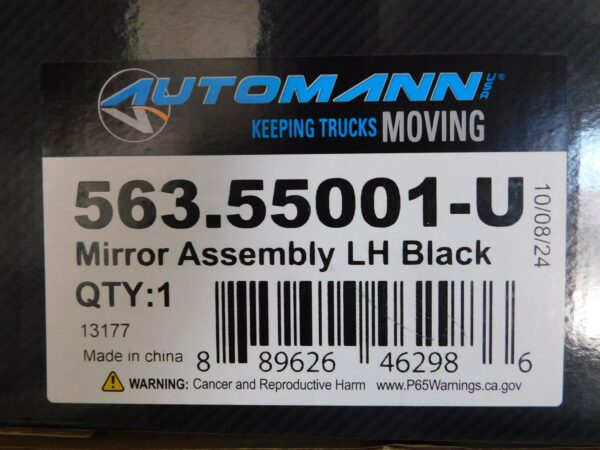 AUTOMANN USA®
KEEPING TRUCKS MOVING
563.55001-U
10/08/24
Mirror Assembly LH Black
QTY:1
13177
Made in china
8 89626 46298 6
WARNING: Cancer and Reproductive Harm www.P65Warnings.ca.gov